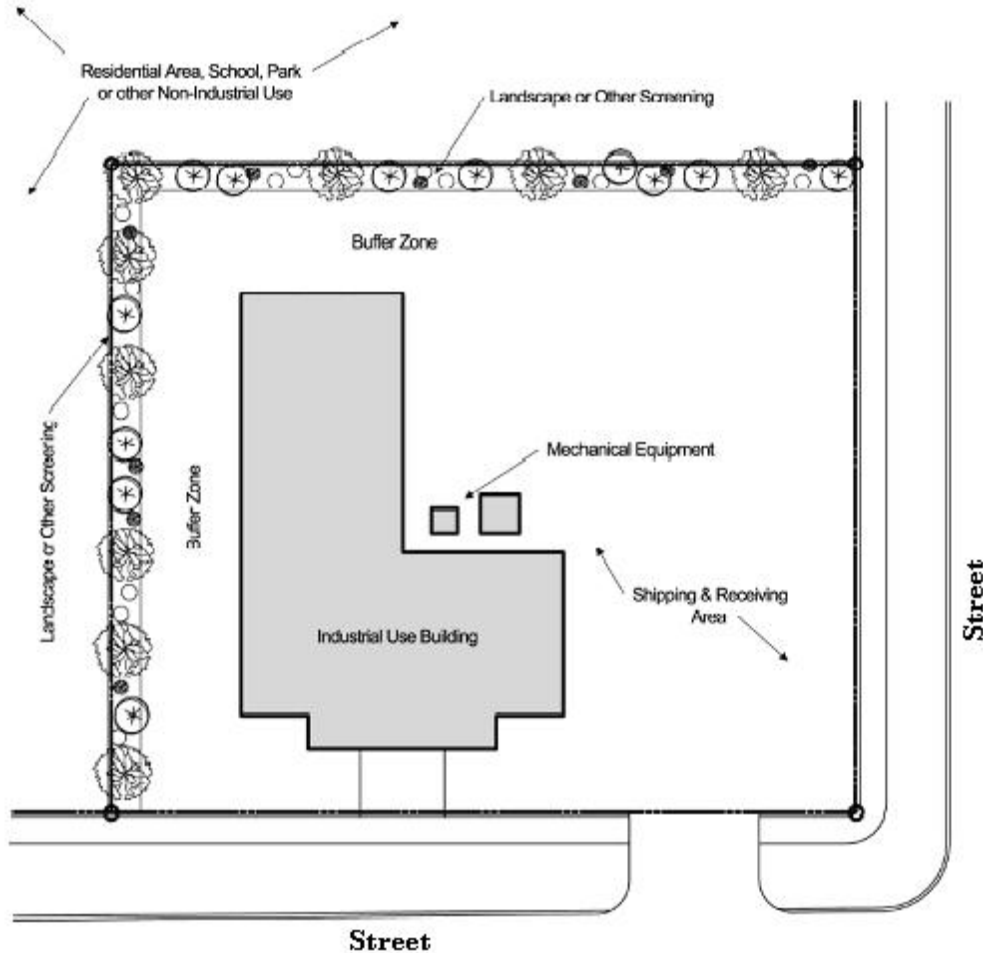 Residential Area, School, Park
or other Non-Industrial Use
Landscape or Other Screening
Buffer Zone
Landscape or Other Screening
Buffer Zone
Mechanical Equipment
Shipping & Receiving
Area
Industrial Use Building
Street
Street